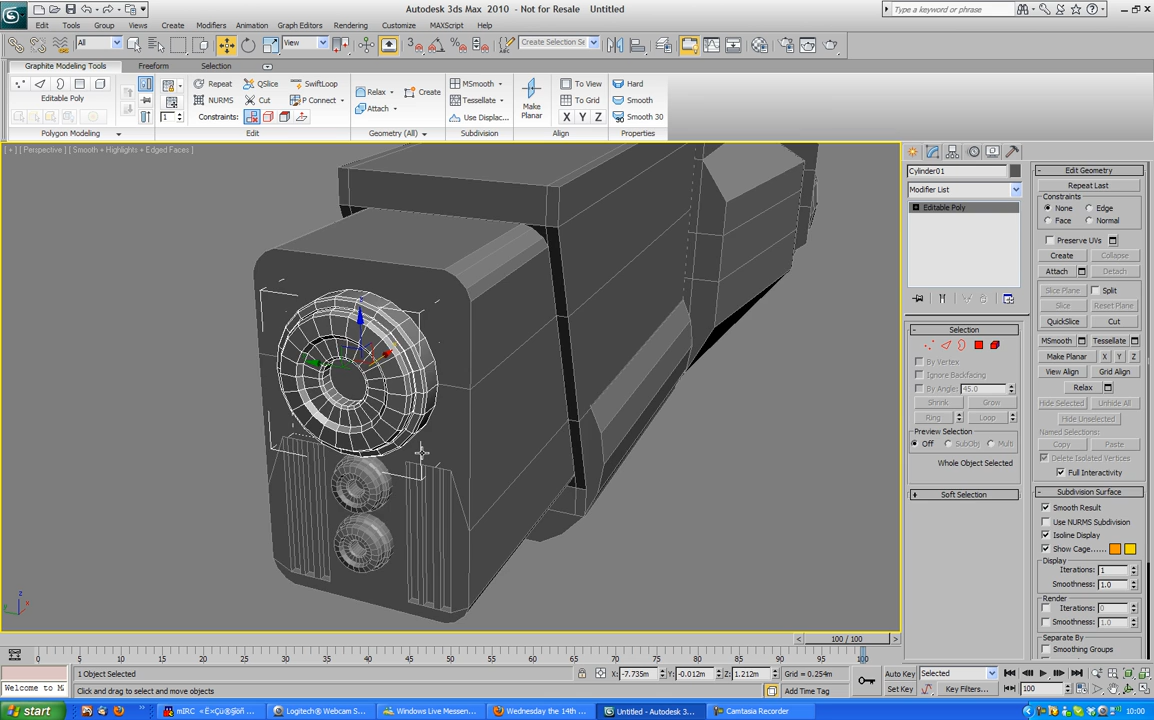 Autodesk 3ds Max 2010 - Not for Resale Untitled
Type a keyword or phrase
Edit Tools Group Views Create Modifiers Animation Graph Editors Rendering Customize MAXScript Help
All View Create Selection Se
Graphite Modeling Tools Freeform Selection
Editable Poly
Repeat QSlice SwiftLoop
NURMS Cut P Connect
1 Constraints:
Relax Create
Attach
MSmooth
Tessellate
Use Displac...
Make Planar
To View
To Grid
X Y Z
Hard
Smooth
Smooth 30
Polygon Modeling Edit Geometry (All) Subdivision Align Properties
[ + ] [ Perspective ] [ Smooth + Highlights + Edged Faces ]
Cylinder01
Modifier List
Editable Poly
Selection
By Vertex
Ignore Backfacing
By Angle: 45.0
Shrink Grow
Ring Loop
Preview Selection
Off SubObj Multi
Whole Object Selected
Soft Selection
Edit Geometry
Repeat Last
Constraints
None Edge
Face Normal
Preserve UVs
Create Collapse
Attach Detach
Slice Plane Split
Slice Reset Plane
QuickSlice Cut
MSmooth Tessellate
Make Planar X Y Z
View Align Grid Align
Relax
Hide Selected Unhide All
Hide Unselected
Named Selections:
Copy Paste
Delete Isolated Vertices
Full Interactivity
Subdivision Surface
Smooth Result
Use NURMS Subdivision
Isoline Display
Show Cage......
Display
Iterations: 1
Smoothness: 1.0
Render
Iterations: 0
Smoothness: 1.0
Separate By
Smoothing Groups
z
x
y
100 / 100
0 5 10 15 20 25 30 35 40 45 50 55 60 65 70 75 80 85 90 95 100
1 Object Selected X: -7.735m Y: -0.012m Z: 1.212m Grid = 0.254m Auto Key Selected
Welcome to M Click and drag to select and move objects Add Time Tag Set Key Key Filters... 100
start Logitech® Webcam S... Windows Live Messen... Wednesday the 14th ... Untitled - Autodesk 3... Camtasia Recorder 10:00